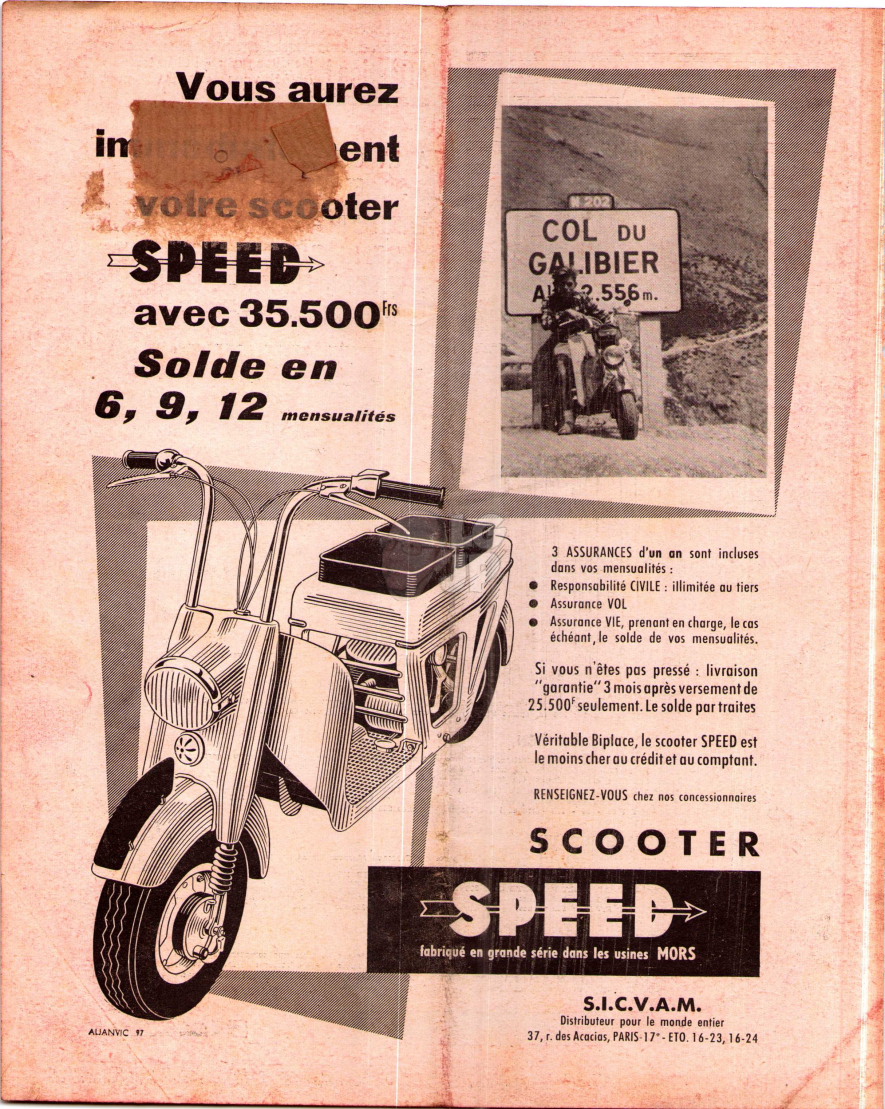 Vous aurez
votre scooter
SPEED
avec 35.500 Frs
Solde en
6, 9, 12 mensualités
N.202
COL DU
GALIBIER
2.556 m.
3 ASSURANCES d'un an sont incluses
dans vos mensualités :
● Responsabilité CIVILE : illimitée au tiers
● Assurance VOL
● Assurance VIE, prenant en charge, le cas
échéant, le solde de vos mensualités.
Si vous n'êtes pas pressé : livraison
"garantie" 3 mois après versement de
25.500F seulement. Le solde par traites
Véritable Biplace, le scooter SPEED est
le moins cher au crédit et au comptant.
RENSEIGNEZ-VOUS chez nos concessionnaires
SCOOTER
SPEED
fabriqué en grande série dans les usines MORS
S.I.C.V.A.M.
Distributeur pour le monde entier
37, r. des Acacias, PARIS-17e - ETO. 16-23, 16-24
ALJANVIC 97